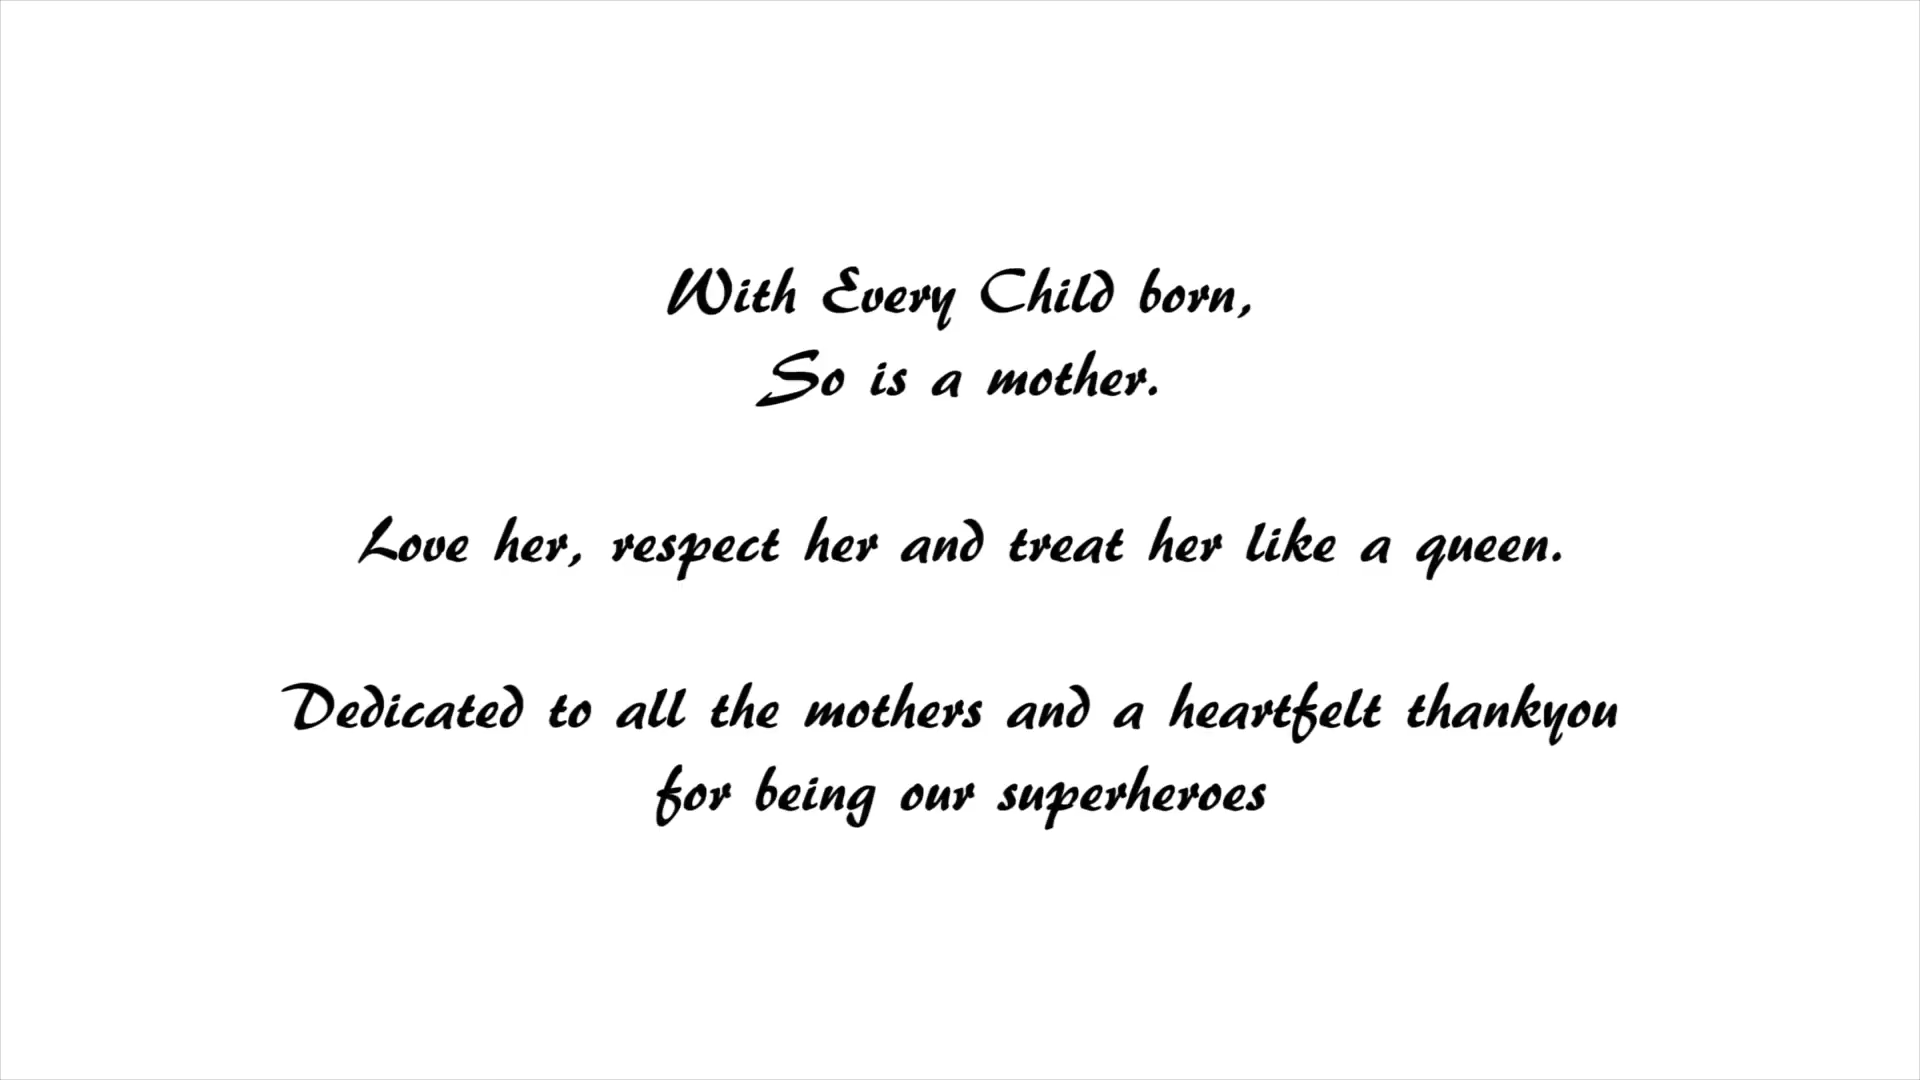 With Every Child born,
So is a mother.
Love her, respect her and treat her like a queen.
Dedicated to all the mothers and a heartfelt thankyou
for being our superheroes